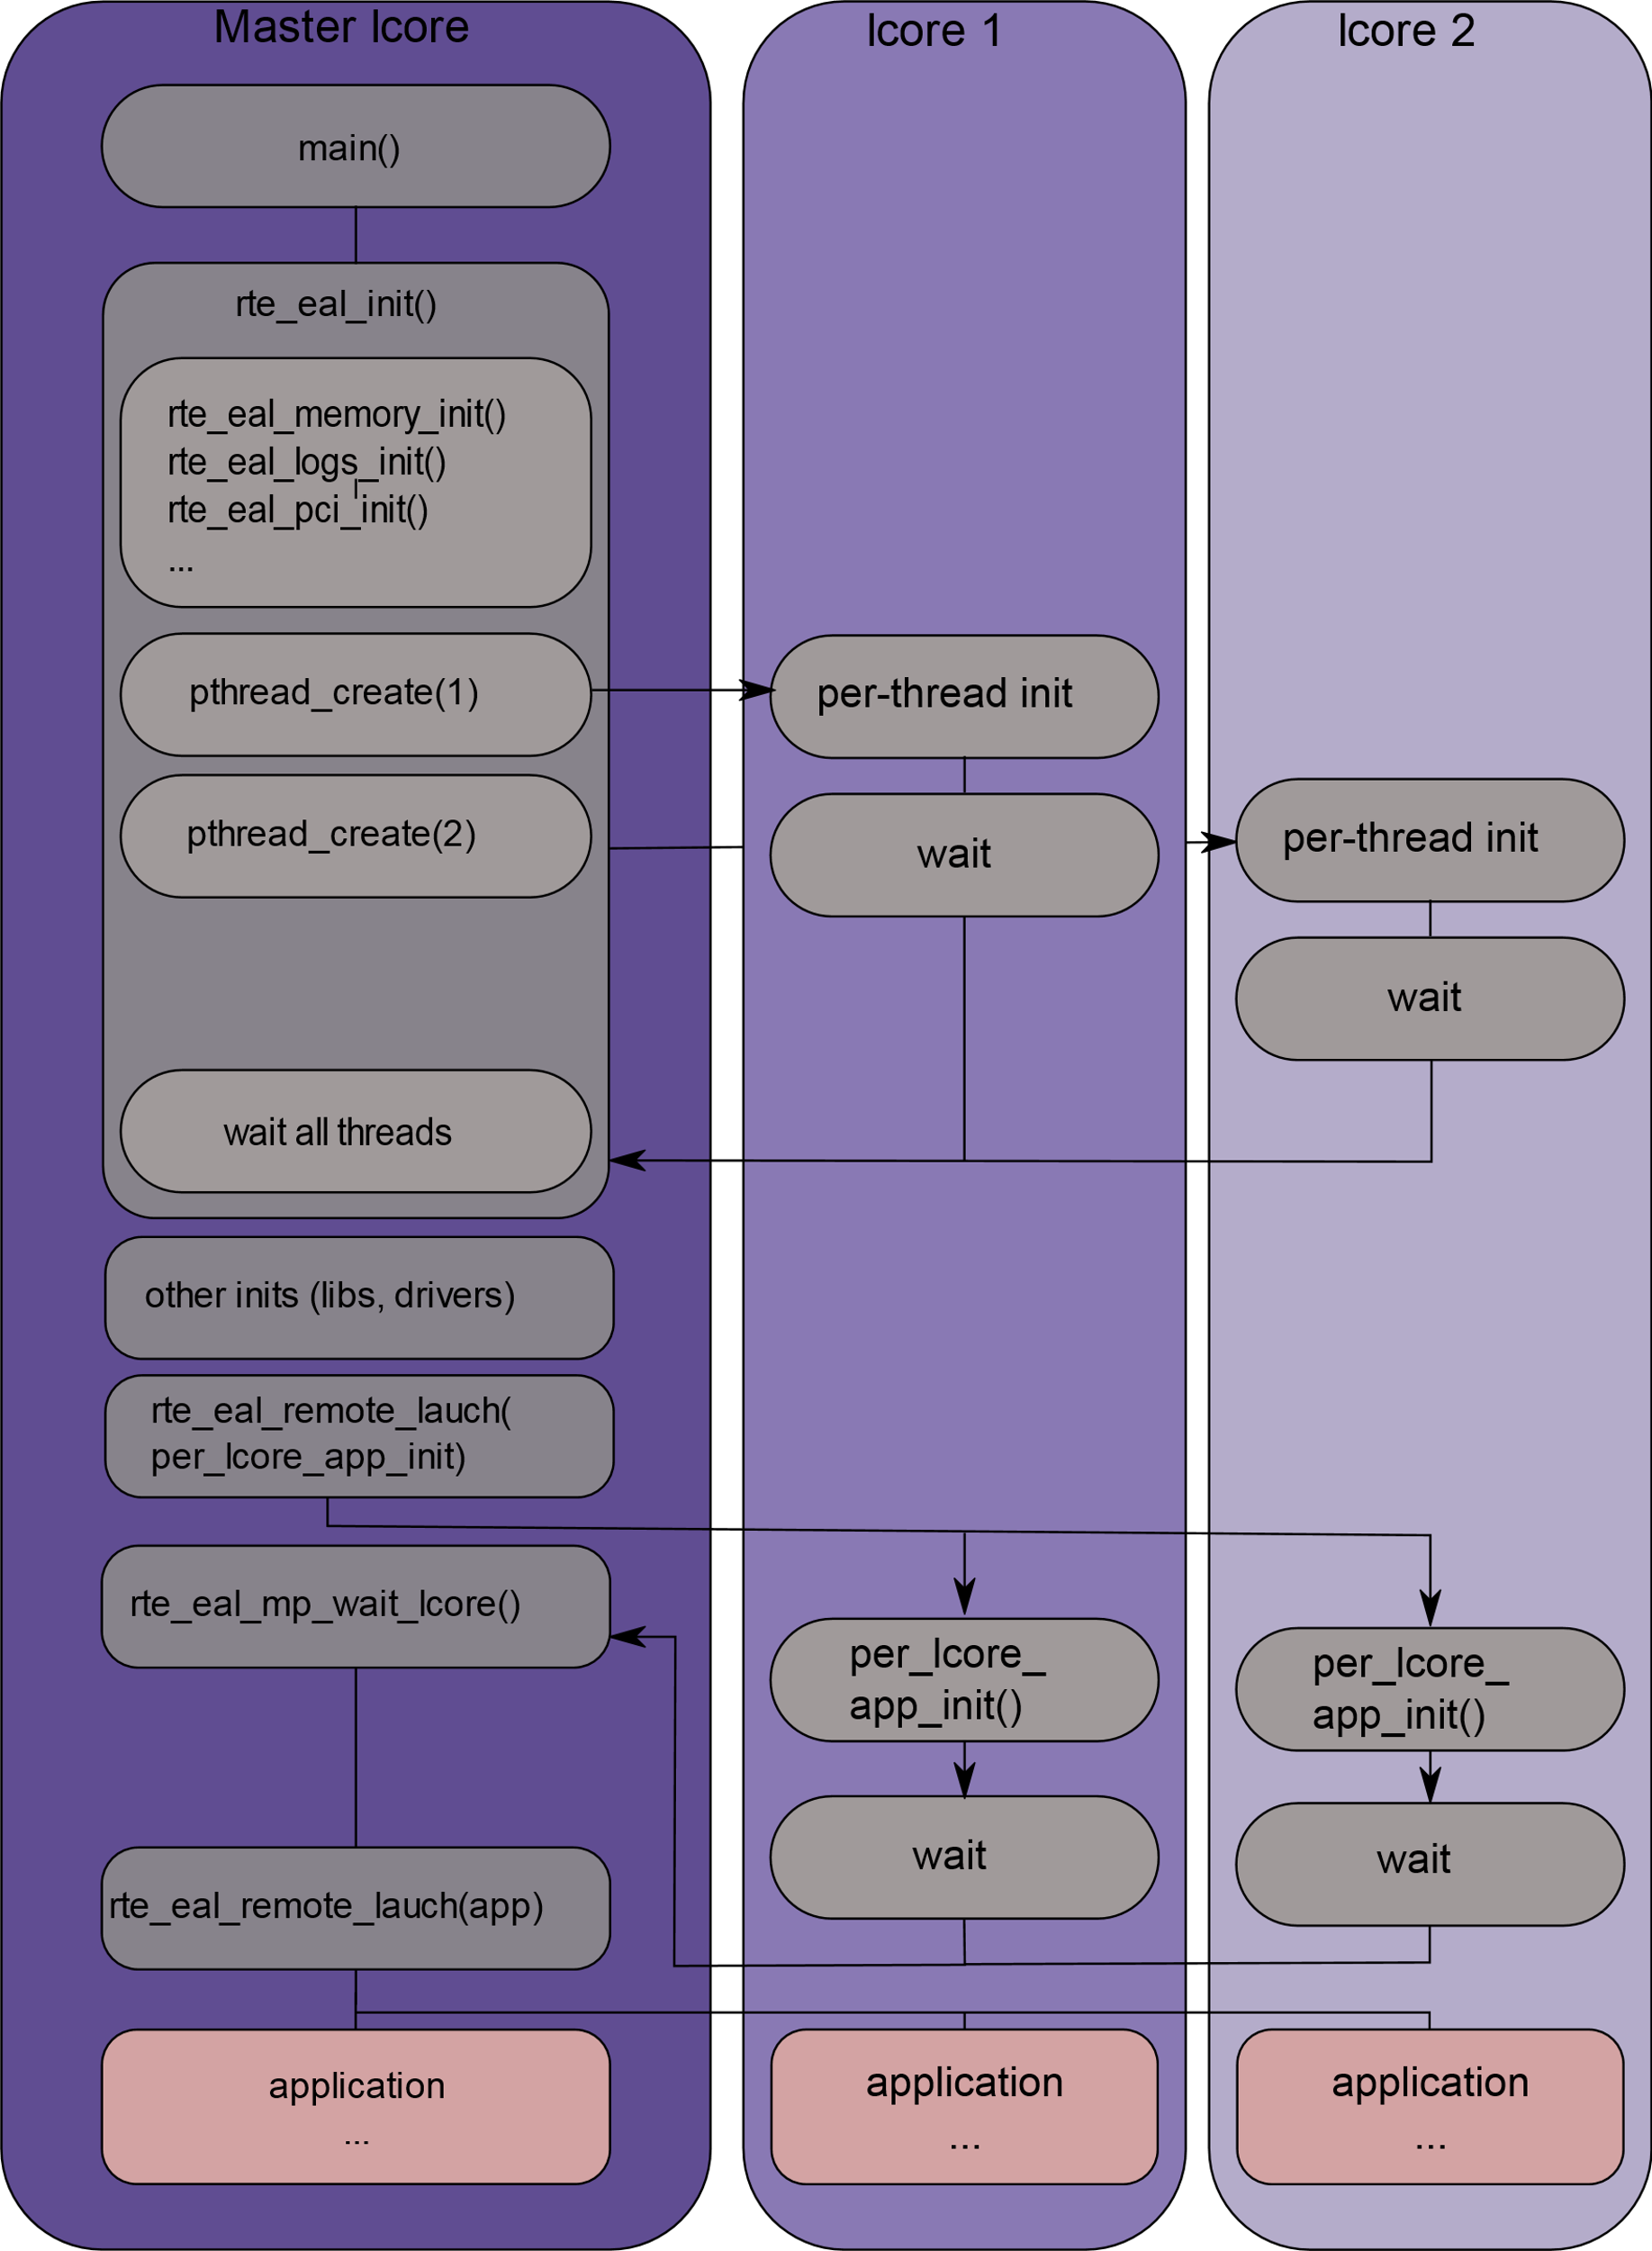 Master lcore
main()
rte_eal_init()
rte_eal_memory_init()
rte_eal_logs_init()
rte_eal_pci_init()
...
pthread_create(1)
pthread_create(2)
wait all threads
other inits (libs, drivers)
rte_eal_remote_lauch(
per_lcore_app_init)
rte_eal_mp_wait_lcore()
rte_eal_remote_lauch(app)
application
...
lcore 1
per-thread init
wait
per_lcore_
app_init()
wait
application
...
lcore 2
per-thread init
wait
per_lcore_
app_init()
wait
application
...